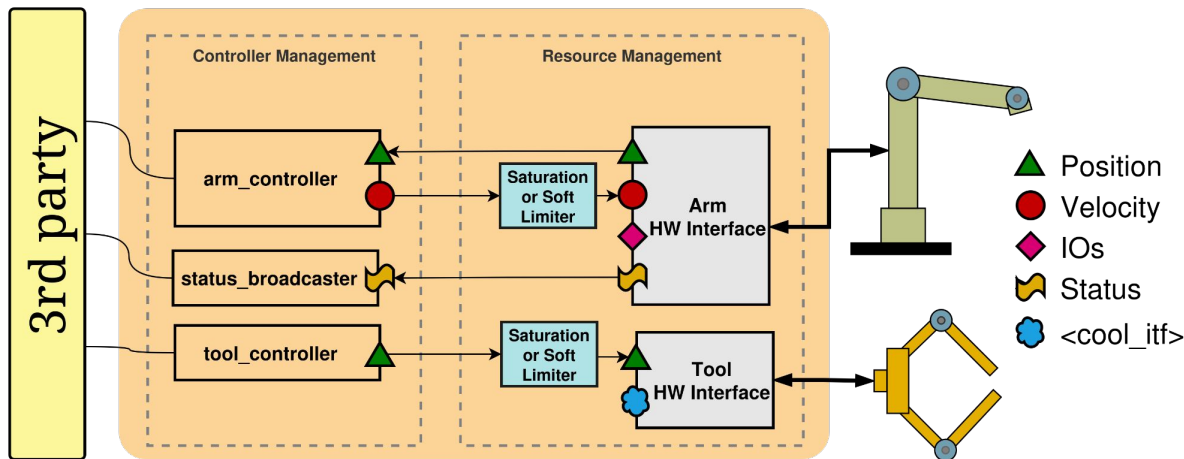 3rd party
Controller Management
Resource Management
arm_controller
Saturation
or Soft
Limiter
Arm
HW Interface
status_broadcaster
tool_controller
Saturation
or Soft
Limiter
Tool
HW Interface
Position
Velocity
IOs
Status
<cool_itf>